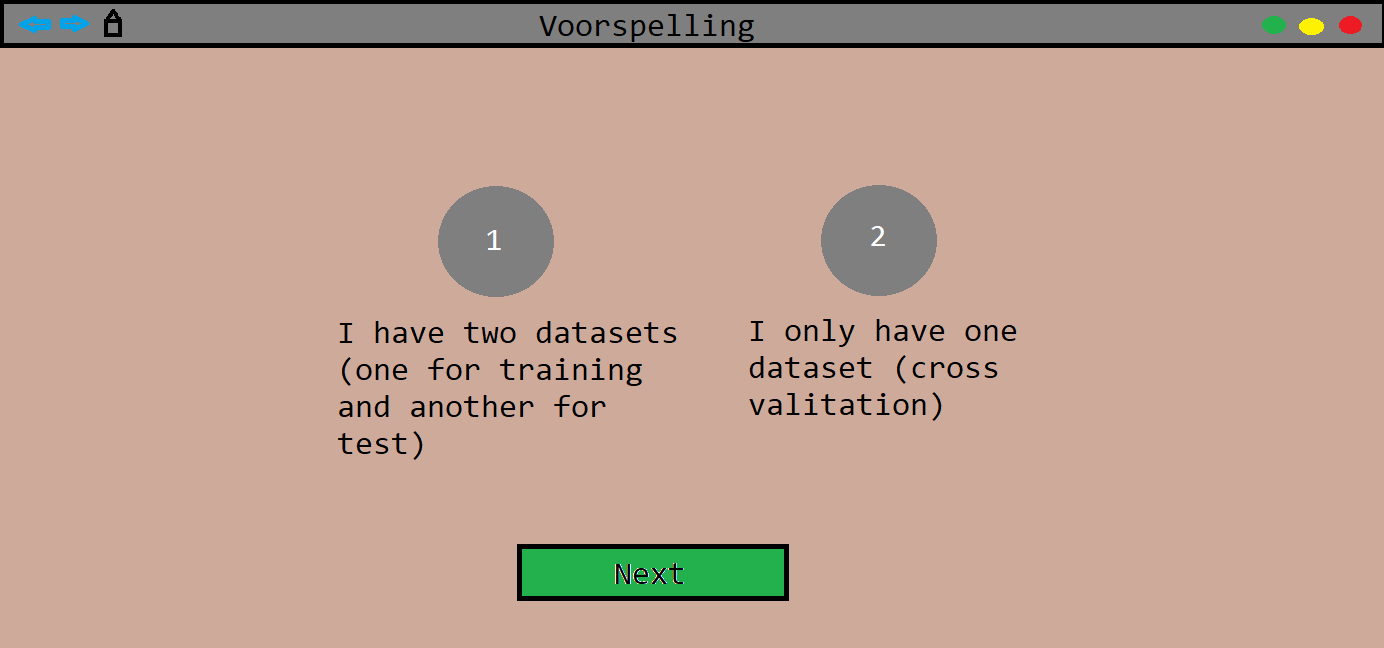 Voorspelling
1
2
I have two datasets
(one for training
and another for
test)
I only have one
dataset (cross
valitation)
Next